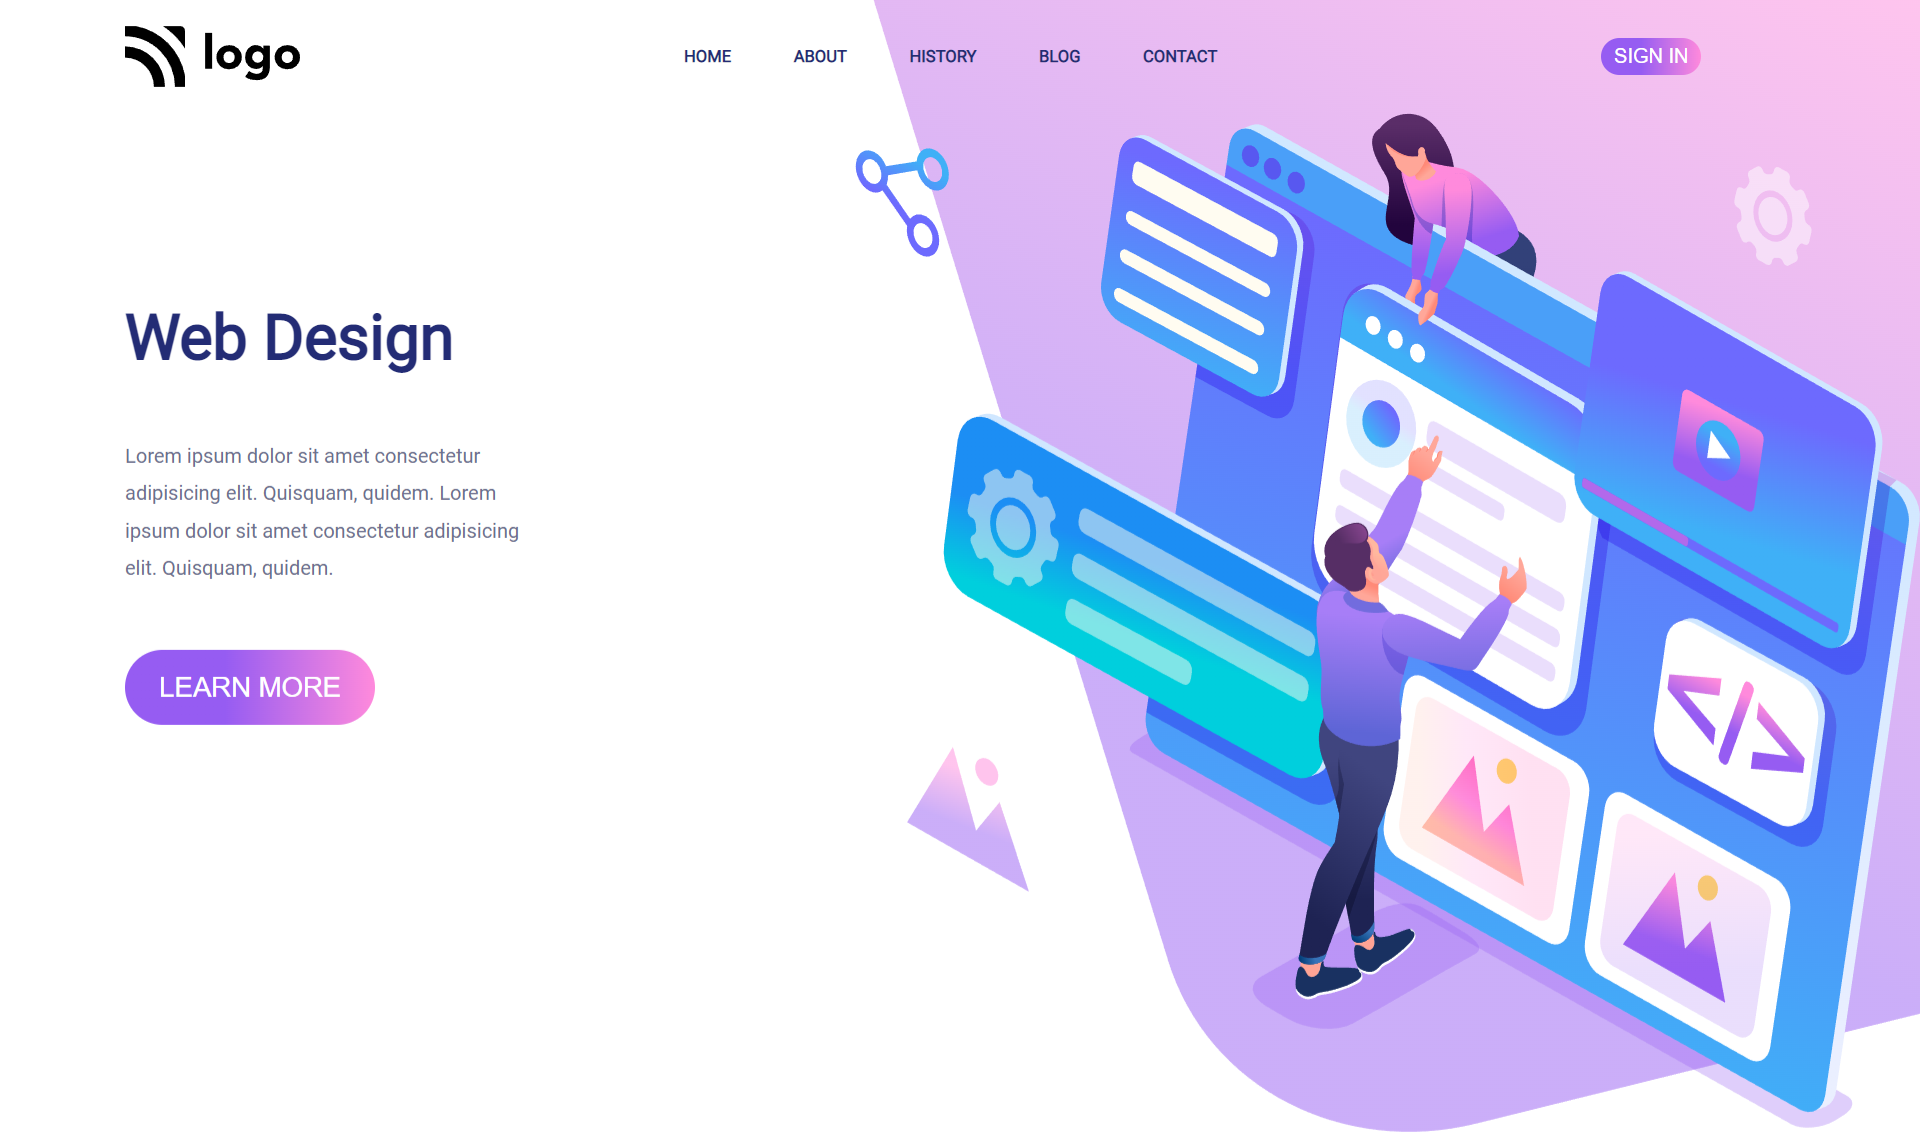 logo
HOME ABOUT HISTORY BLOG CONTACT
SIGN IN
Web Design
Lorem ipsum dolor sit amet consectetur
adipisicing elit. Quisquam, quidem. Lorem
ipsum dolor sit amet consectetur adipisicing
elit. Quisquam, quidem.
LEARN MORE
<//>